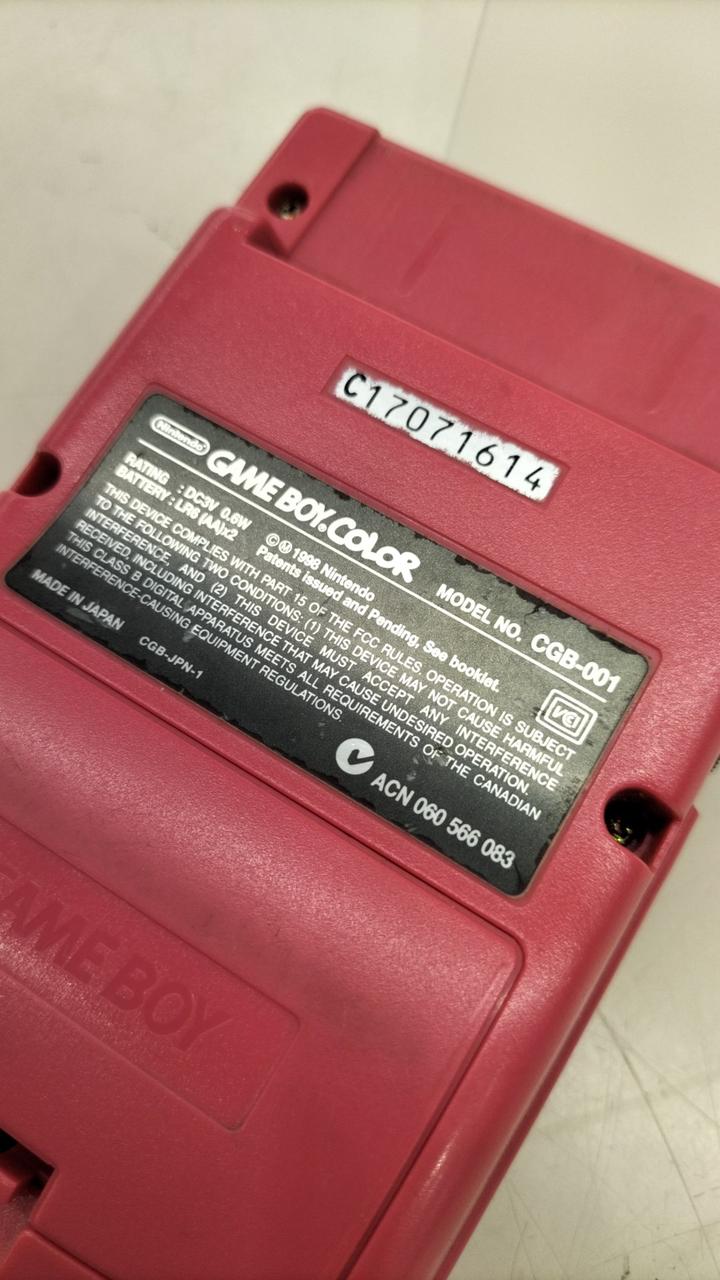 C17071614
Nintendo
GAME BOY COLOR MODEL NO. CGB-001
RATING : DC3V 0.6W
BATTERY : LR6 (AA)x2
©Ⓜ 1998 Nintendo
Patents Issued and Pending, See booklet.
THIS DEVICE COMPLIES WITH PART 15 OF THE FCC RULES. OPERATION IS SUBJECT
TO THE FOLLOWING TWO CONDITIONS: (1) THIS DEVICE MAY NOT CAUSE HARMFUL
INTERFERENCE AND (2) THIS DEVICE MUST ACCEPT ANY INTERFERENCE
RECEIVED, INCLUDING INTERFERENCE THAT MAY CAUSE UNDESIRED OPERATION.
THIS CLASS B DIGITAL APPARATUS MEETS ALL REQUIREMENTS OF THE CANADIAN
INTERFERENCE-CAUSING EQUIPMENT REGULATIONS.
VCI
MADE IN JAPAN
CGB-JPN-1
ACN 060 566 083
GAME BOY